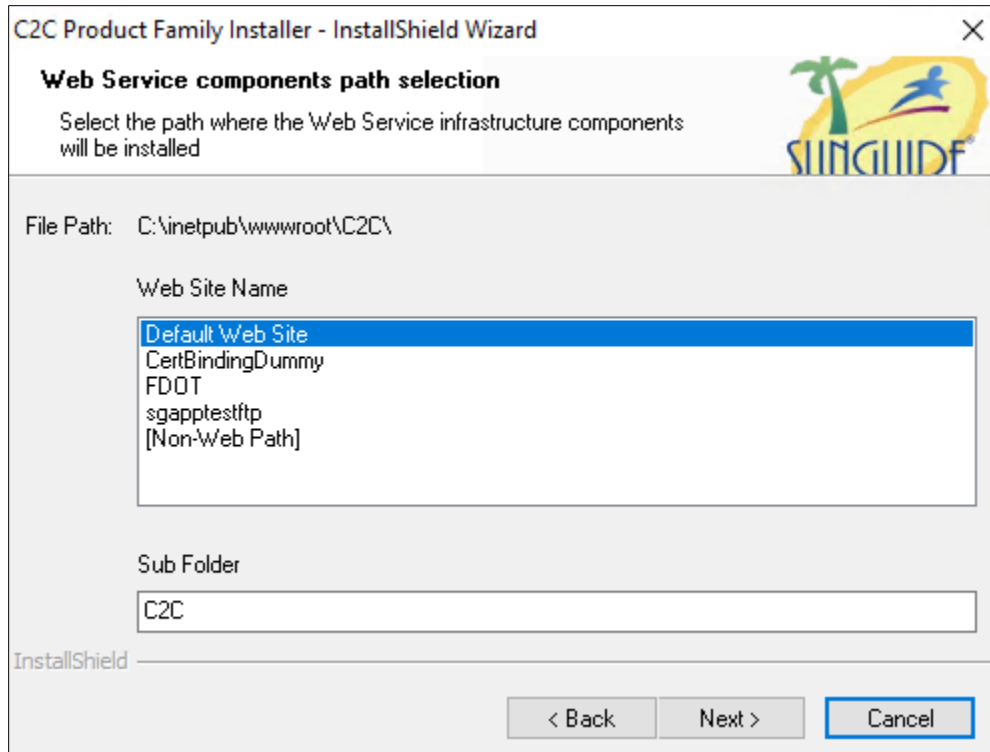 C2C Product Family Installer - InstallShield Wizard
Web Service components path selection
Select the path where the Web Service infrastructure components
will be installed
SUNGUIDE®
File Path: C:\inetpub\wwwroot\C2C\
Web Site Name
Default Web Site
CertBindingDummy
FDOT
sgapptestftp
[Non-Web Path]
Sub Folder
C2C
InstallShield
< Back Next > Cancel